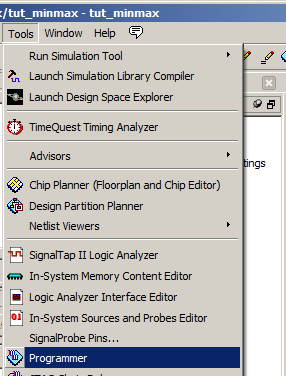 /tut_minmax - tut_minmax
Tools Window Help
Run Simulation Tool
Launch Simulation Library Compiler
Launch Design Space Explorer
TimeQuest Timing Analyzer
Advisors
tings
Chip Planner (Floorplan and Chip Editor)
Design Partition Planner
Netlist Viewers
SignalTap II Logic Analyzer
In-System Memory Content Editor
Logic Analyzer Interface Editor
In-System Sources and Probes Editor
SignalProbe Pins...
Programmer